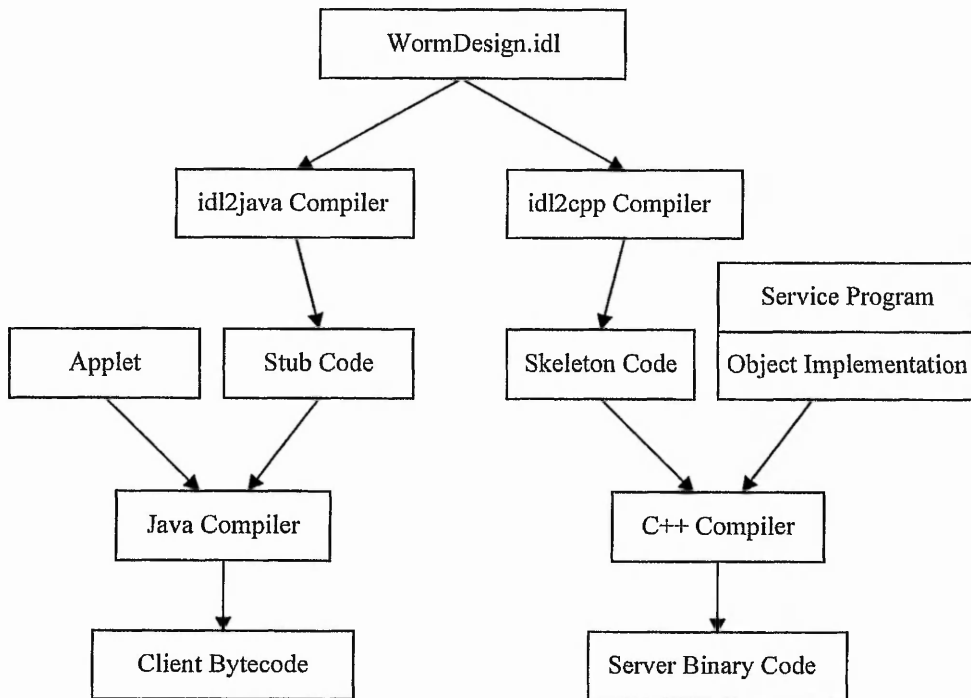 WormDesign.idl
idl2java Compiler
idl2cpp Compiler
Service Program
Applet
Stub Code
Skeleton Code
Object Implementation
Java Compiler
C++ Compiler
Client Bytecode
Server Binary Code